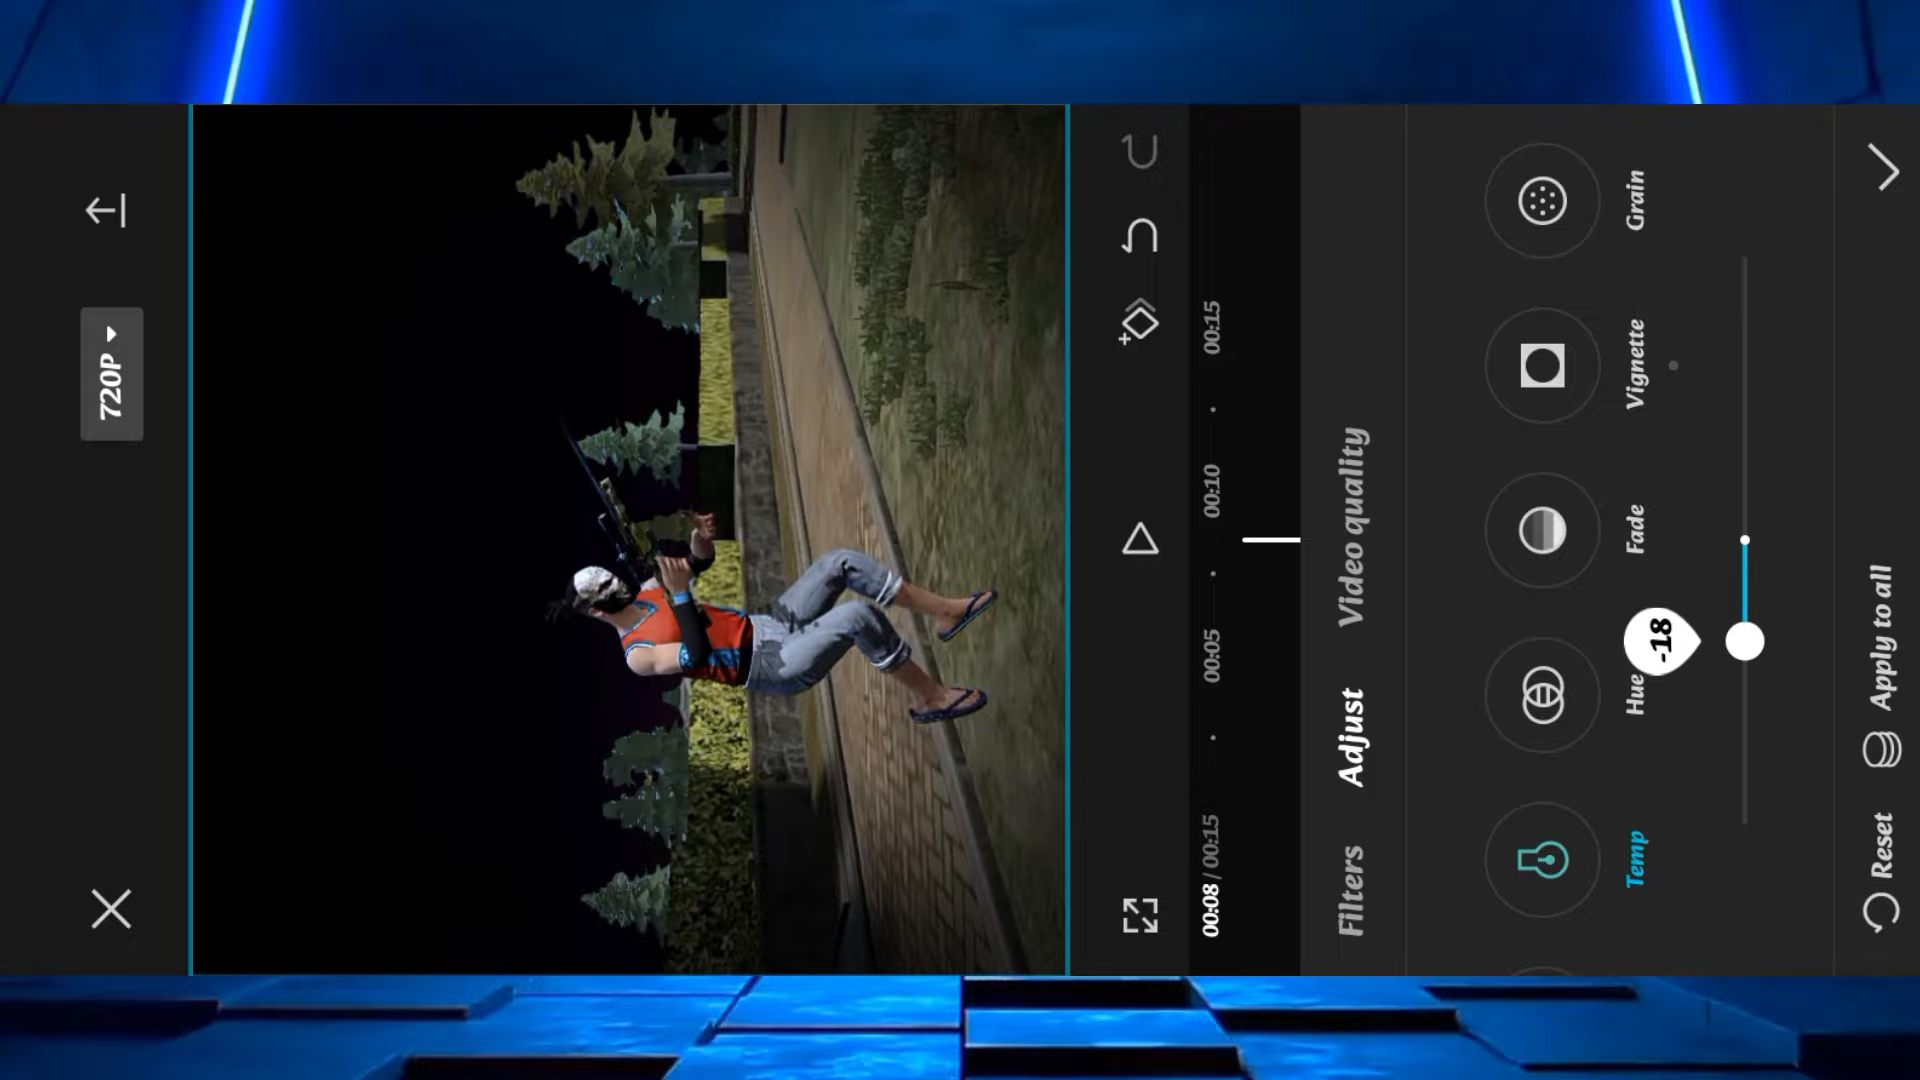 720P
00:08 / 00:15
00:05
00:10
00:15
Filters
Adjust
Video quality
-18
Temp
Hue
Fade
Vignette
Grain
Reset
Apply to all